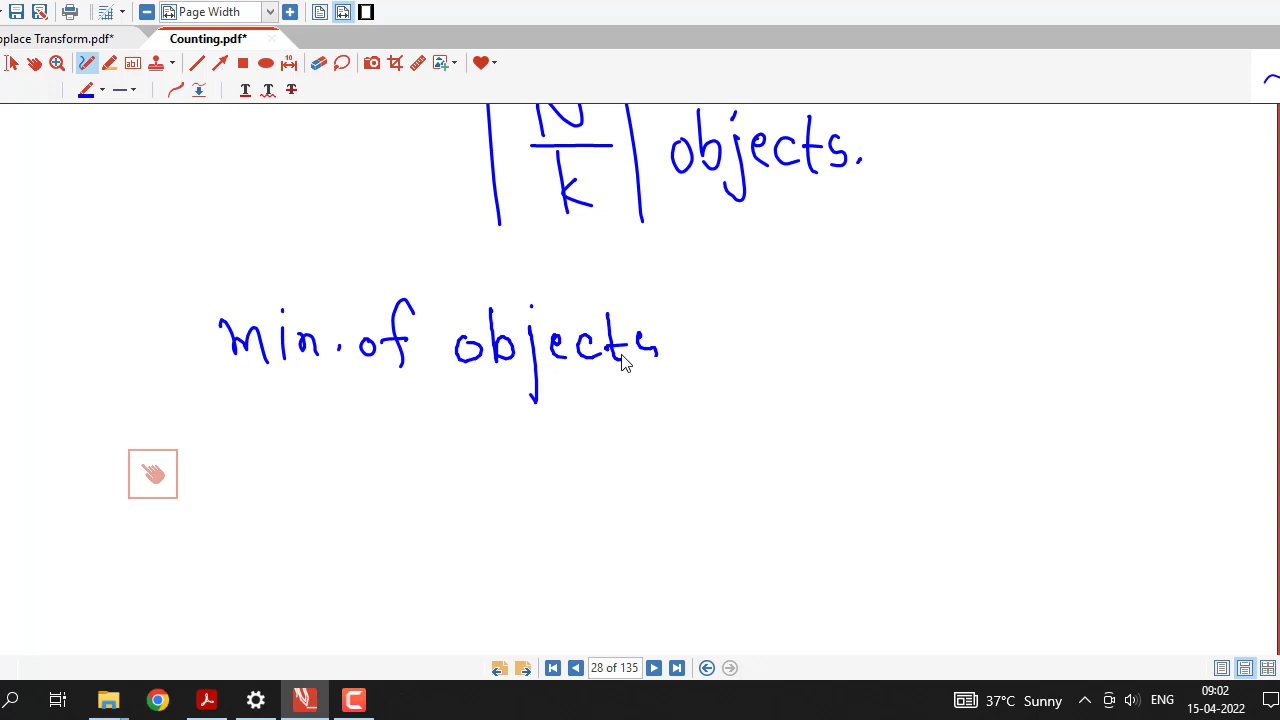 Page Width
place Transform.pdf*
Counting.pdf*
10
T T T
N
k
objects.
min. of objects
28 of 135
37°C Sunny
ENG
09:02
15-04-2022